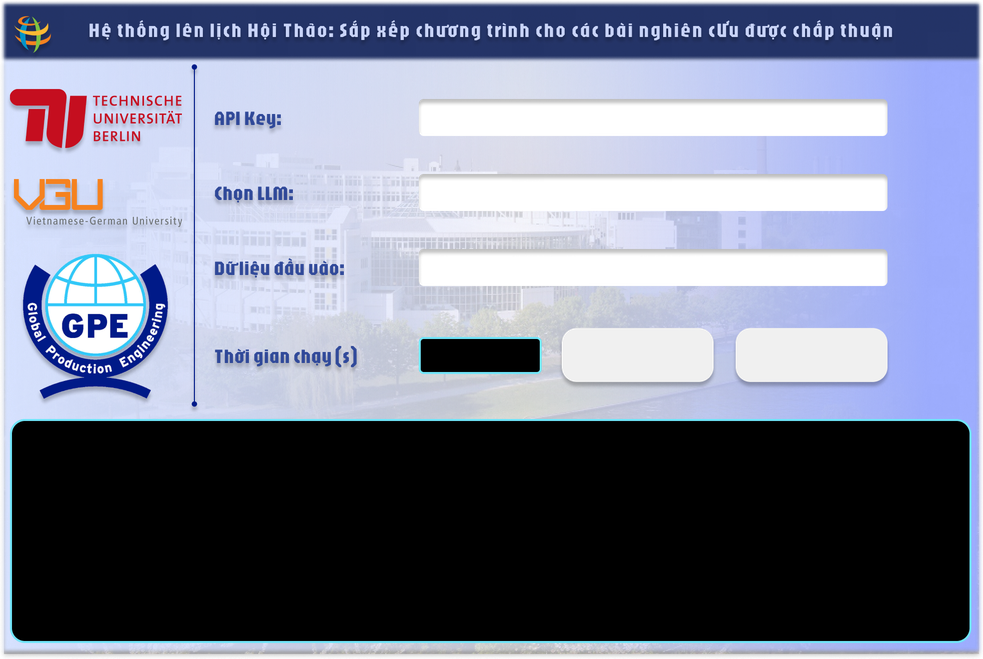 Hệ thống lên lịch Hội Thảo: Sắp xếp chương trình cho các bài nghiên cứu được chấp thuận
TECHNISCHE
UNIVERSITÄT
BERLIN
VGU
Vietnamese-German University
GPE
Global Production Engineering
API Key:
Chọn LLM:
Dữ liệu đầu vào:
Thời gian chạy (s)